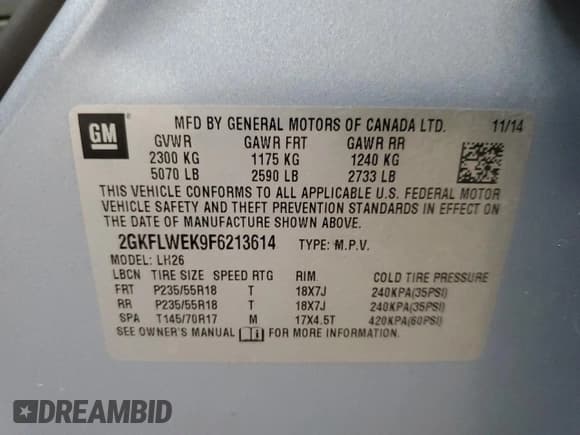 GM ®
MFD BY GENERAL MOTORS OF CANADA LTD. 11/14
GVWR GAWR FRT GAWR RR
2300 KG 1175 KG 1240 KG
5070 LB 2590 LB 2733 LB
THIS VEHICLE CONFORMS TO ALL APPLICABLE U.S. FEDERAL MOTOR
VEHICLE SAFETY AND THEFT PREVENTION STANDARDS IN EFFECT ON
THE DATE OF MANUFACTURE SHOWN ABOVE.
2GKFLWEK9F6213614 TYPE: M.P.V.
MODEL: LH26
LBCN TIRE SIZE SPEED RTG RIM COLD TIRE PRESSURE
FRT P235/55R18 T 18X7J 240KPA(35PSI)
RR P235/55R18 T 18X7J 240KPA(35PSI)
SPA T145/70R17 M 17X4.5T 420KPA(60PSI)
SEE OWNER'S MANUAL FOR MORE INFORMATION.
DREAMBID